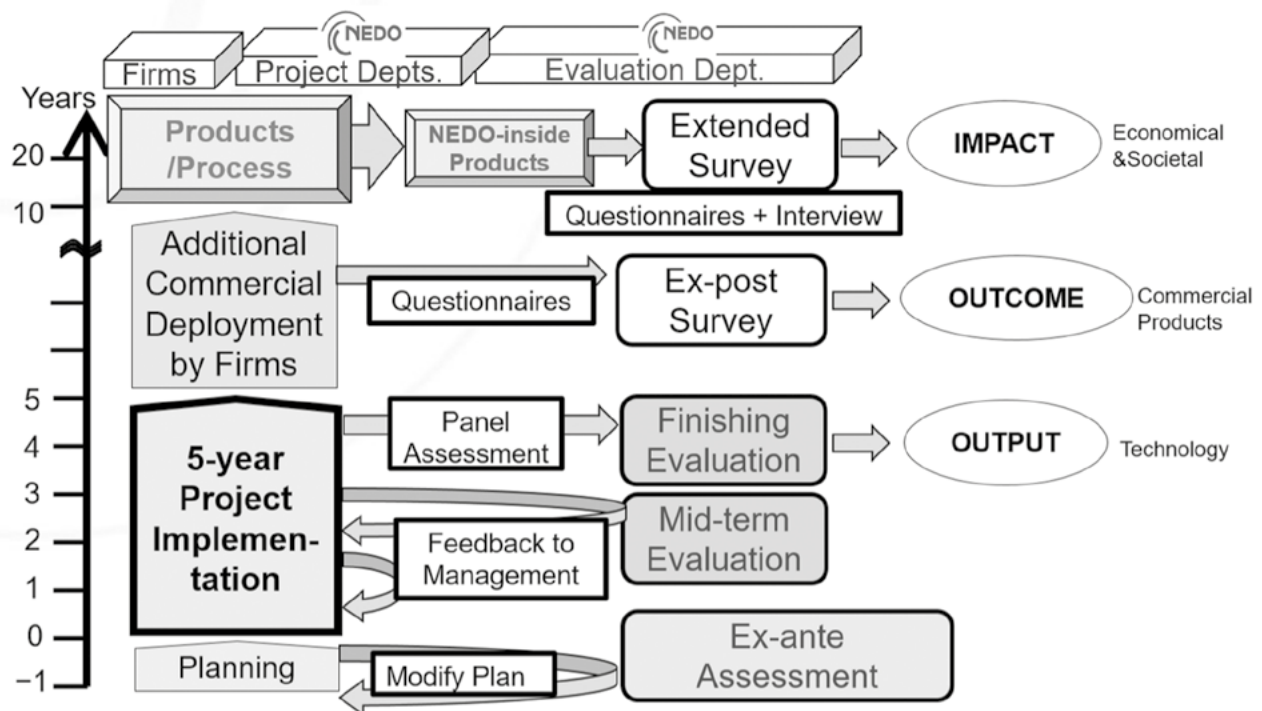 NEDO
NEDO
Firms
Project Depts.
Evaluation Dept.
Years
20
10
5
4
3
2
1
0
−1
Products
/Process
NEDO-inside
Products
Extended
Survey
IMPACT
Economical
&Societal
Questionnaires + Interview
Additional
Commercial
Deployment
by Firms
Questionnaires
Ex-post
Survey
OUTCOME
Commercial
Products
5-year
Project
Implemen-
tation
Panel
Assessment
Finishing
Evaluation
OUTPUT
Technology
Mid-term
Evaluation
Feedback to
Management
Planning
Modify Plan
Ex-ante
Assessment